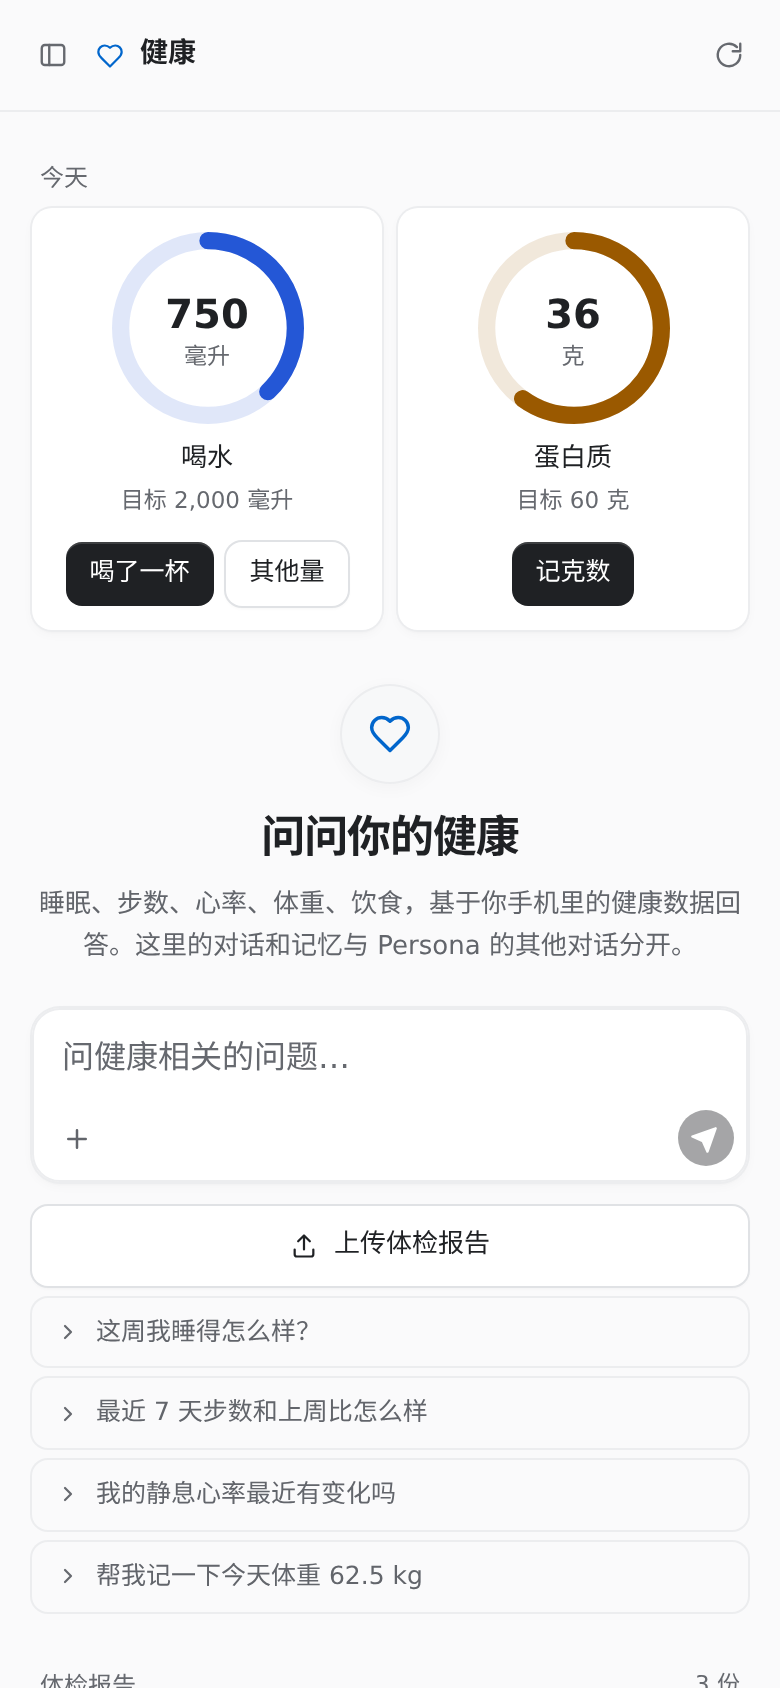 健康
今天
750
毫升
喝水
目标 2,000 毫升
喝了一杯
其他量
36
克
蛋白质
目标 60 克
记克数
问问你的健康
睡眠、步数、心率、体重、饮食，基于你手机里的健康数据回
答。这里的对话和记忆与 Persona 的其他对话分开。
问健康相关的问题...
上传体检报告
这周我睡得怎么样？
最近 7 天步数和上周比怎么样
我的静息心率最近有变化吗
帮我记一下今天体重 62.5 kg
体检报告
3 份